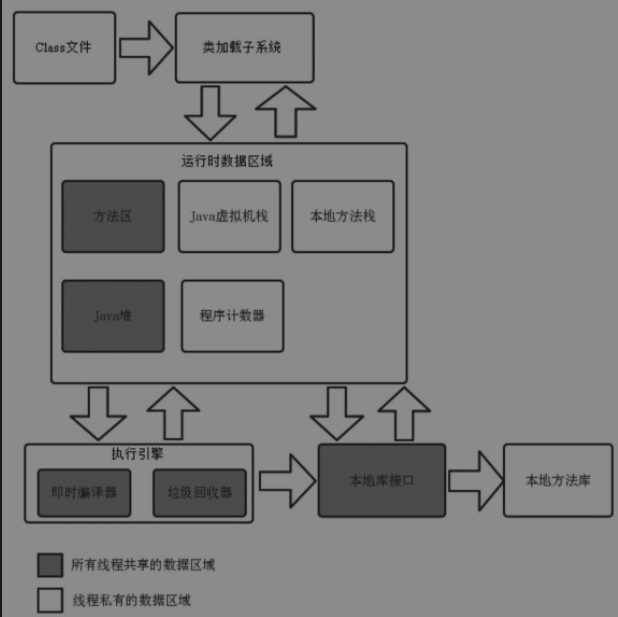 Class文件
类加载子系统
运行时数据区域
方法区
Java虚拟机栈
本地方法栈
Java堆
程序计数器
执行引擎
即时编译器
垃圾回收器
本地库接口
本地方法库
所有线程共享的数据区域
线程私有的数据区域